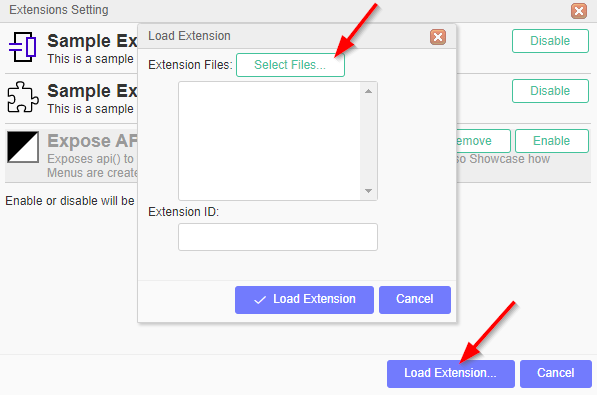 Extensions Setting
Load Extension
Sample Ex
This is a sample
Disable
Extension Files:
Select Files...
Sample Ex
This is a sample
Disable
Expose AF
Exposes api() to
so Showcase how
Menus are create
emove
Enable
Enable or disable will be
Extension ID:
Load Extension
Cancel
Load Extension...
Cancel